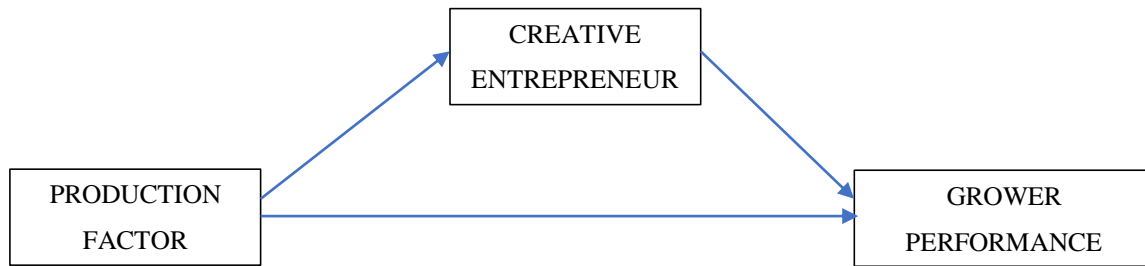 CREATIVE
ENTREPRENEUR
PRODUCTION
FACTOR
GROWER
PERFORMANCE